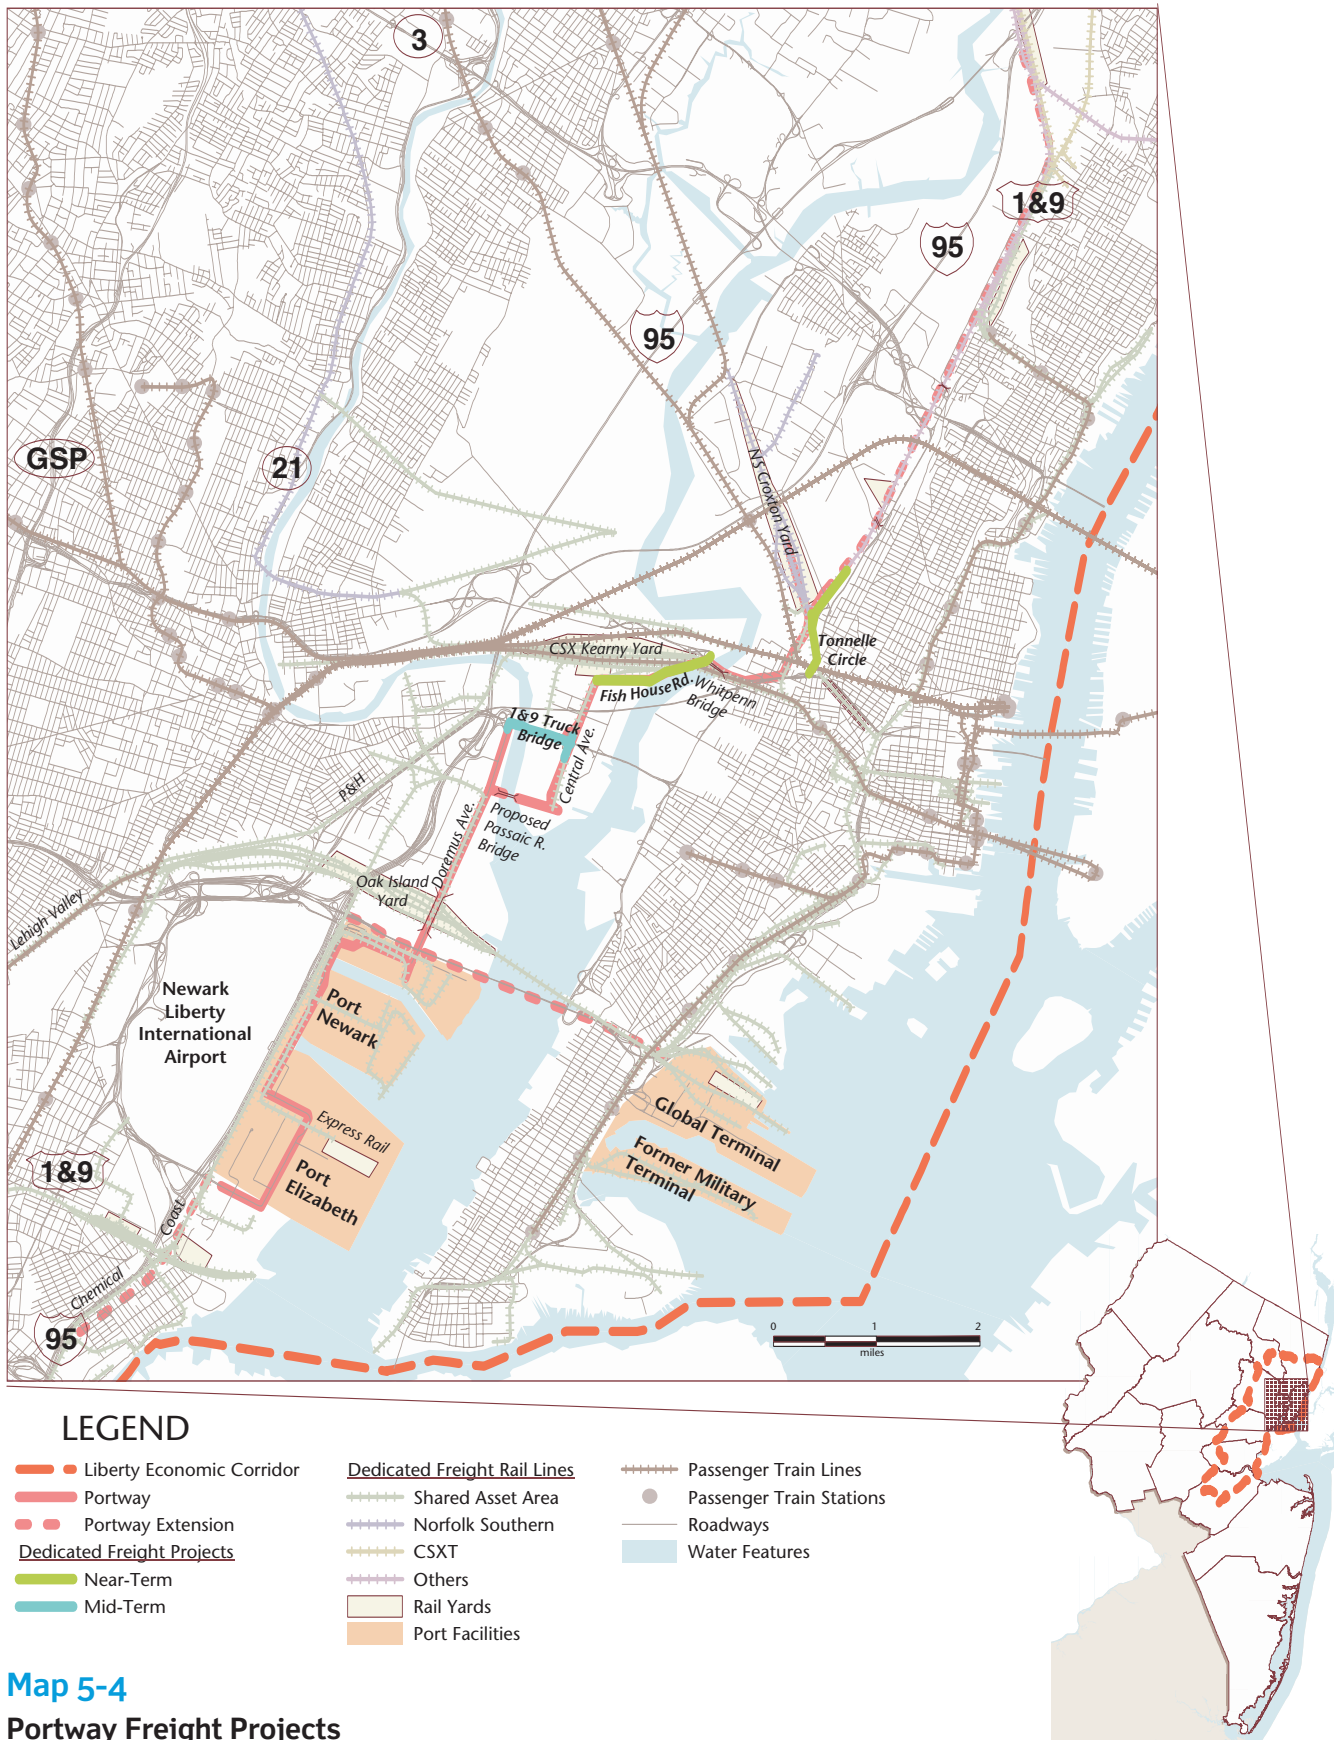 3
1&9
95
95
GSP
21
NS Croxton Yard
Tonnelle
Circle
CSX Kearny Yard
Fish House Rd.
Whitpenn
Bridge
1&9 Truck
Bridge
Central Ave.
P&H
Doremus Ave.
Proposed
Passaic R.
Bridge
Oak Island
Yard
Lehigh Valley
Newark
Liberty
International
Airport
Port
Newark
Global Terminal
Express Rail
Former Military
Terminal
Port
Elizabeth
1&9
Coast
Chemical
95
0 1 2
miles
LEGEND
Liberty Economic Corridor
Portway
Portway Extension
Dedicated Freight Projects
Near-Term
Mid-Term
Dedicated Freight Rail Lines
Shared Asset Area
Norfolk Southern
CSXT
Others
Rail Yards
Port Facilities
Passenger Train Lines
Passenger Train Stations
Roadways
Water Features
Map 5-4
Portway Freight Projects